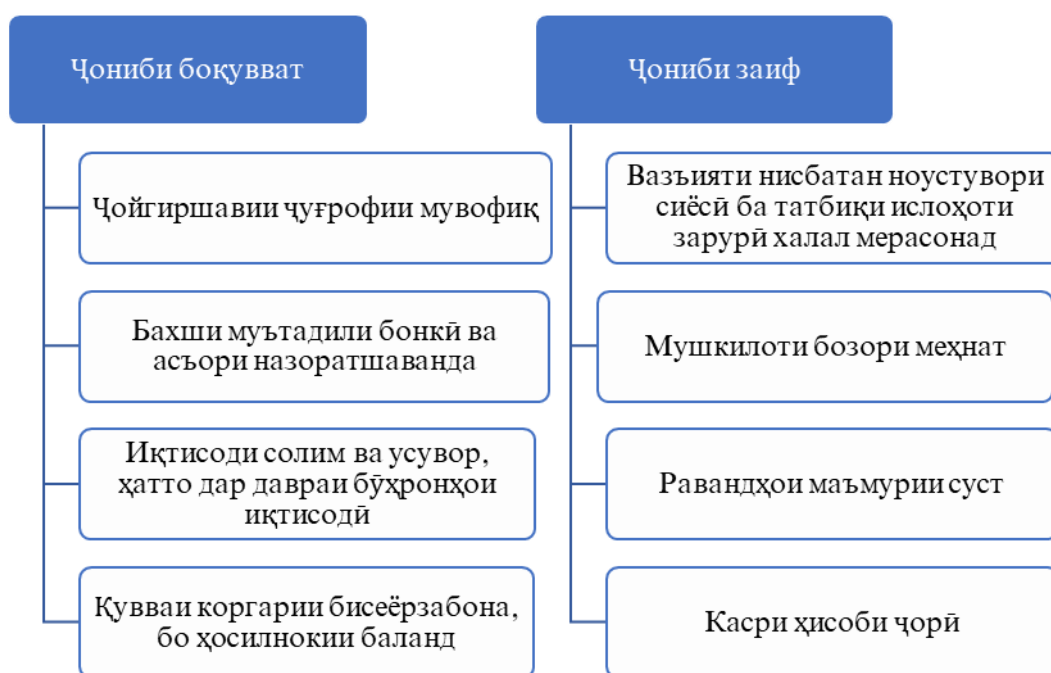 Ҷониби боқувват
Ҷойгиршавии ҷуғрофии мувофиқ
Бахши муътадили бонкӣ ва
асъори назоратшаванда
Иқтисоди солим ва усувор,
ҳатто дар давраи бӯҳронҳои
иқтисодӣ
Қувваи коргарии бисеёрзабона,
бо ҳосилнокии баланд
Ҷониби заиф
Вазъияти нисбатан ноустувори
сиёсӣ ба татбиқи ислоҳоти
зарурӣ халал мерасонад
Мушкилоти бозори меҳнат
Равандҳои маъмурии суст
Касри ҳисоби ҷорӣ